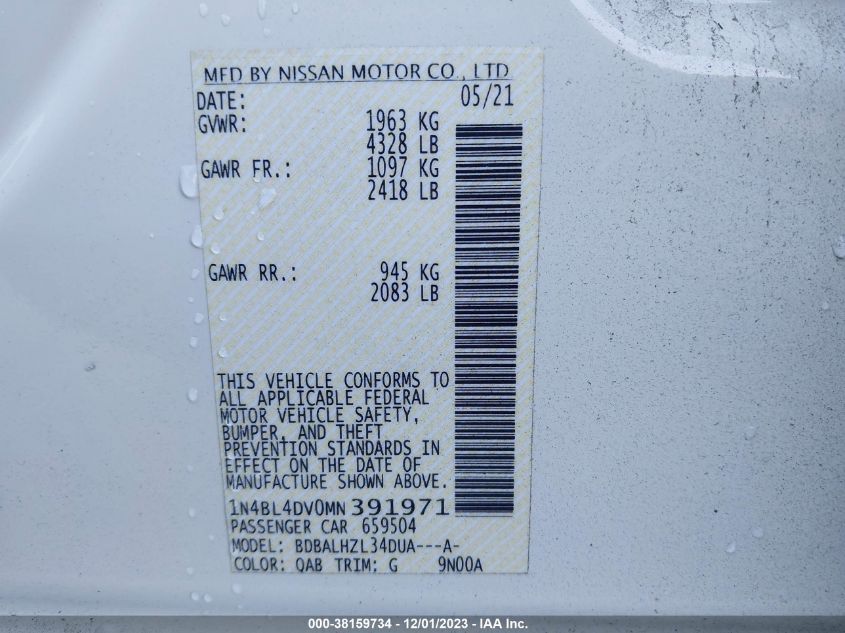 MFD BY NISSAN MOTOR CO., LTD
DATE: 05/21
GVWR: 1963 KG
4328 LB
GAWR FR.: 1097 KG
2418 LB
GAWR RR.: 945 KG
2083 LB
THIS VEHICLE CONFORMS TO
ALL APPLICABLE FEDERAL
MOTOR VEHICLE SAFETY,
BUMPER, AND THEFT
PREVENTION STANDARDS IN
EFFECT ON THE DATE OF
MANUFACTURE SHOWN ABOVE.
1N4BL4DV0MN391971
PASSENGER CAR 659504
MODEL: BDBALHZL34DUA---A-
COLOR: QAB TRIM: G 9N00A
000-38159734 - 12/01/2023 - IAA Inc.